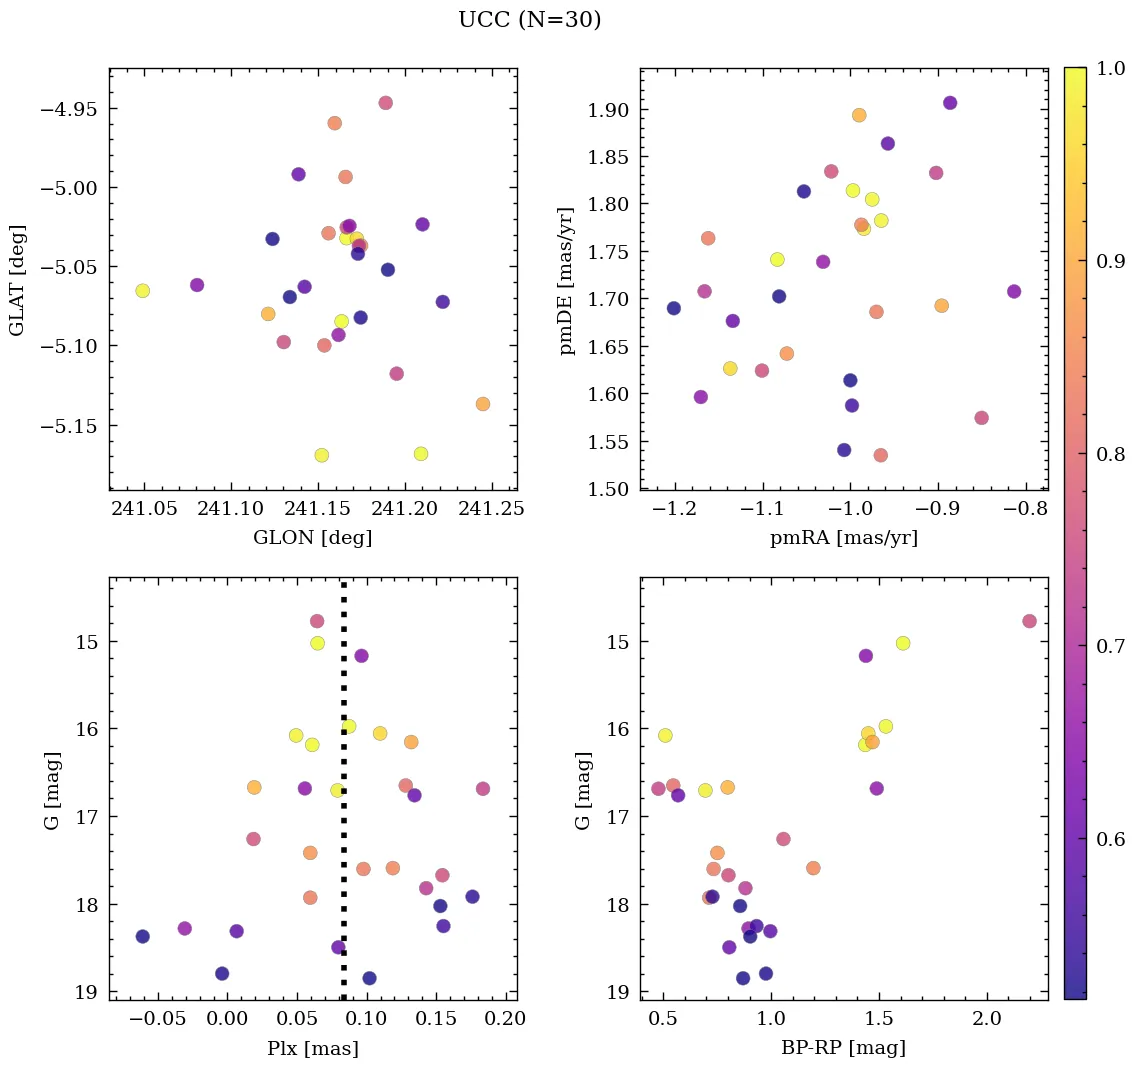 UCC (N=30)
−4.95
−5.00
−5.05
−5.10
−5.15
GLAT [deg]
241.05 241.10 241.15 241.20 241.25
GLON [deg]
1.90
1.85
1.80
1.75
1.70
1.65
1.60
1.55
1.50
pmDE [mas/yr]
−1.2 −1.1 −1.0 −0.9 −0.8
pmRA [mas/yr]
1.0
0.9
0.8
0.7
0.6
15
16
17
18
19
G [mag]
−0.05 0.00 0.05 0.10 0.15 0.20
Plx [mas]
15
16
17
18
19
G [mag]
0.5 1.0 1.5 2.0
BP-RP [mag]